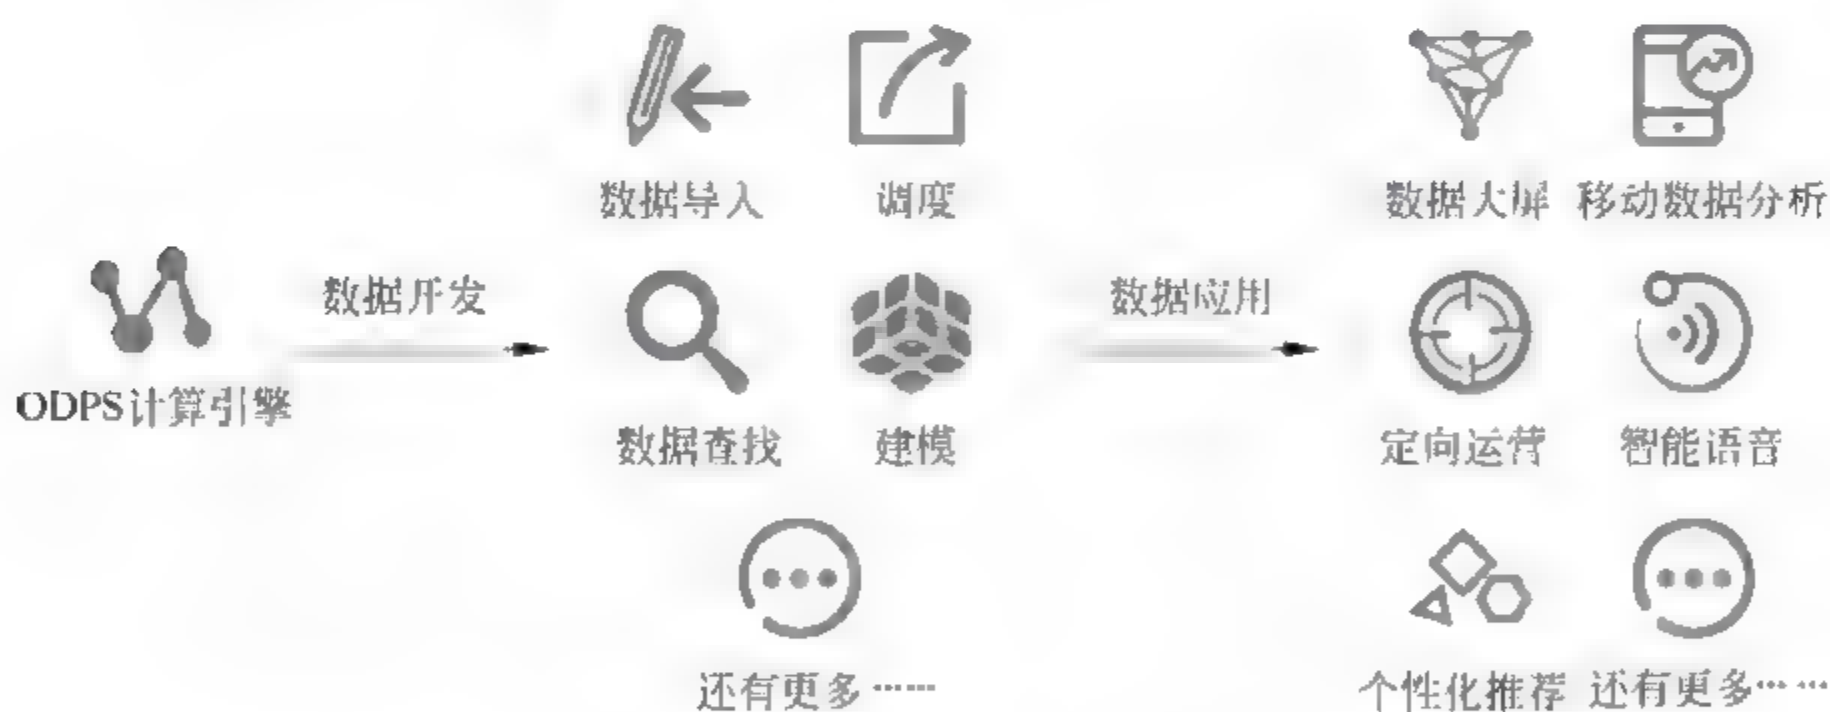 ODPS计算引擎
数据开发
数据导入
调度
数据查找
建模
还有更多……
数据应用
数据大屏
移动数据分析
定向运营
智能语音
个性化推荐
还有更多……